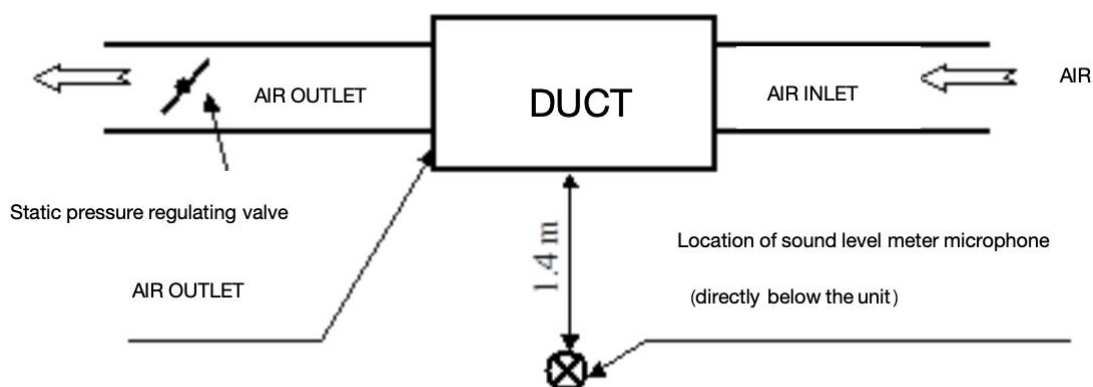 AIR OUTLET
DUCT
AIR INLET
AIR
Static pressure regulating valve
1.4 m
Location of sound level meter microphone
AIR OUTLET
(directly below the unit)